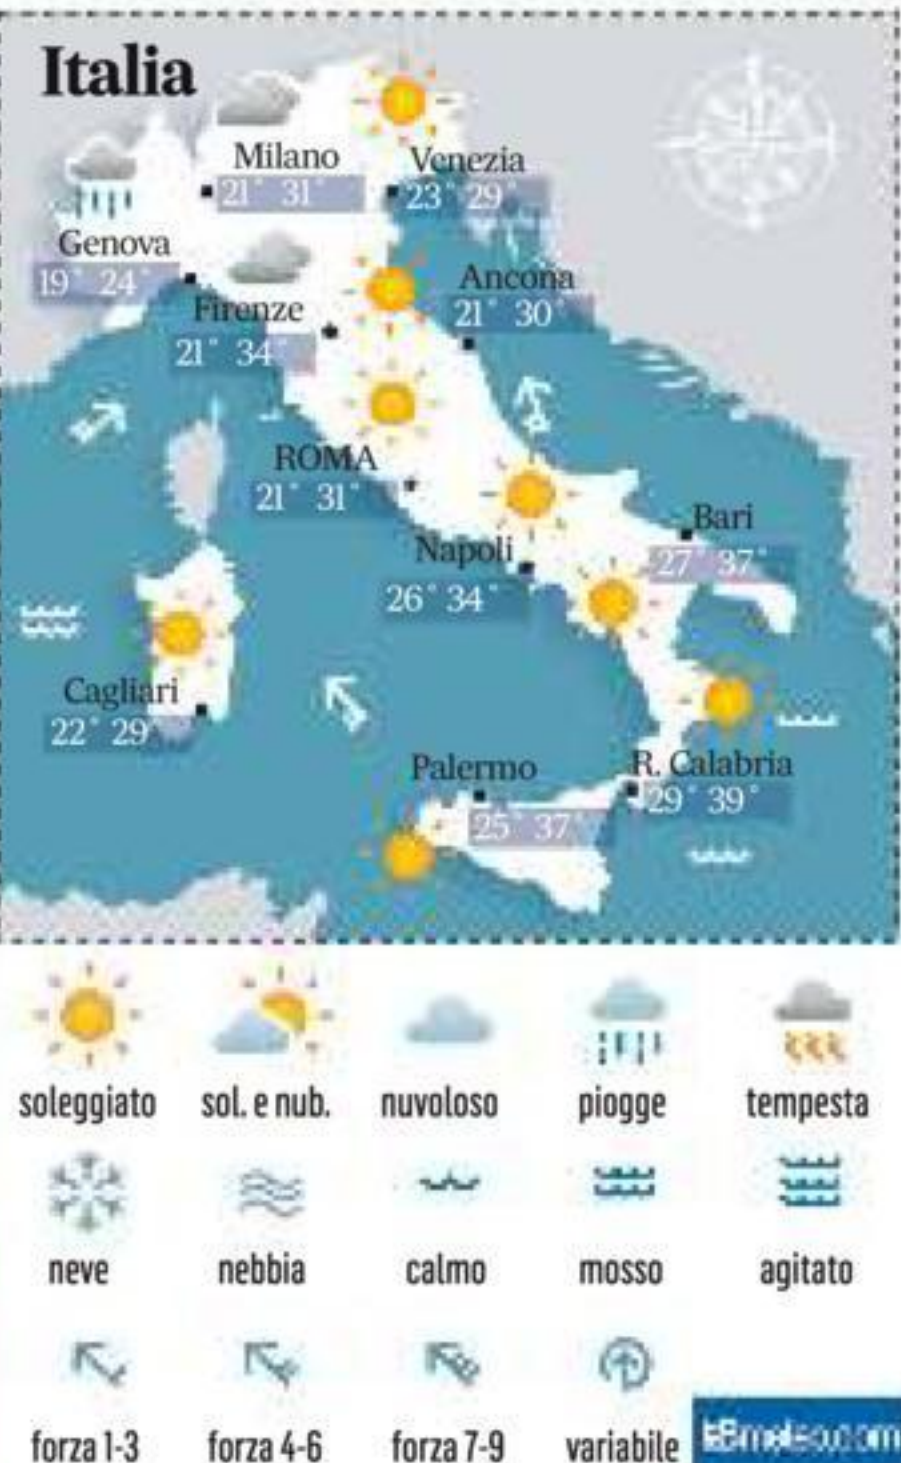 Italia
Milano
21° 31°
Venezia
23° 29°
Genova
19° 24°
Firenze
21° 34°
Ancona
21° 30°
ROMA
21° 31°
Napoli
26° 34°
Bari
27° 37°
Cagliari
22° 29°
Palermo
25° 37°
R. Calabria
29° 39°
soleggiato sol. e nub. nuvoloso piogge tempesta
neve nebbia calmo mosso agitato
forza 1-3 forza 4-6 forza 7-9 variabile